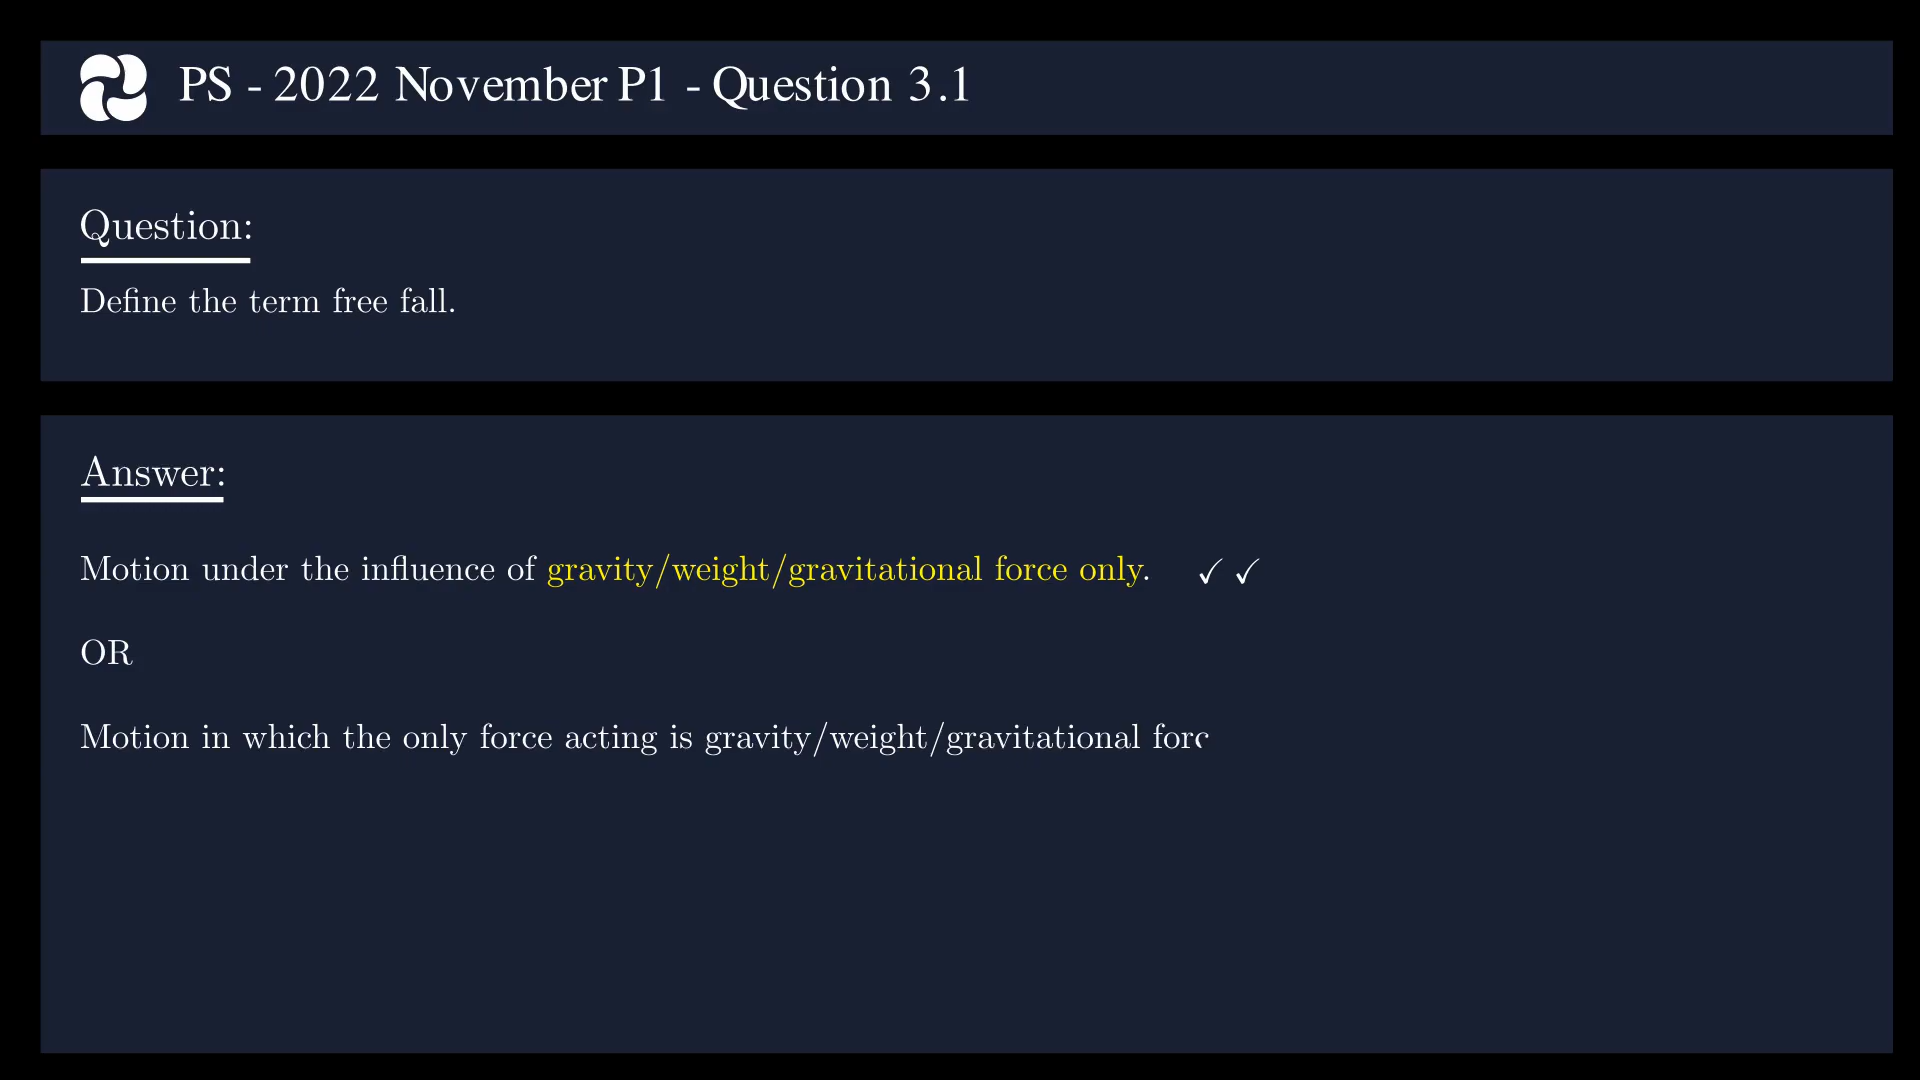 PS - 2022 November P1 - Question 3.1
Question:
Define the term free fall.
Answer:
Motion under the influence of gravity/weight/gravitational force only. ✓ ✓
OR
Motion in which the only force acting is gravity/weight/gravitational forc